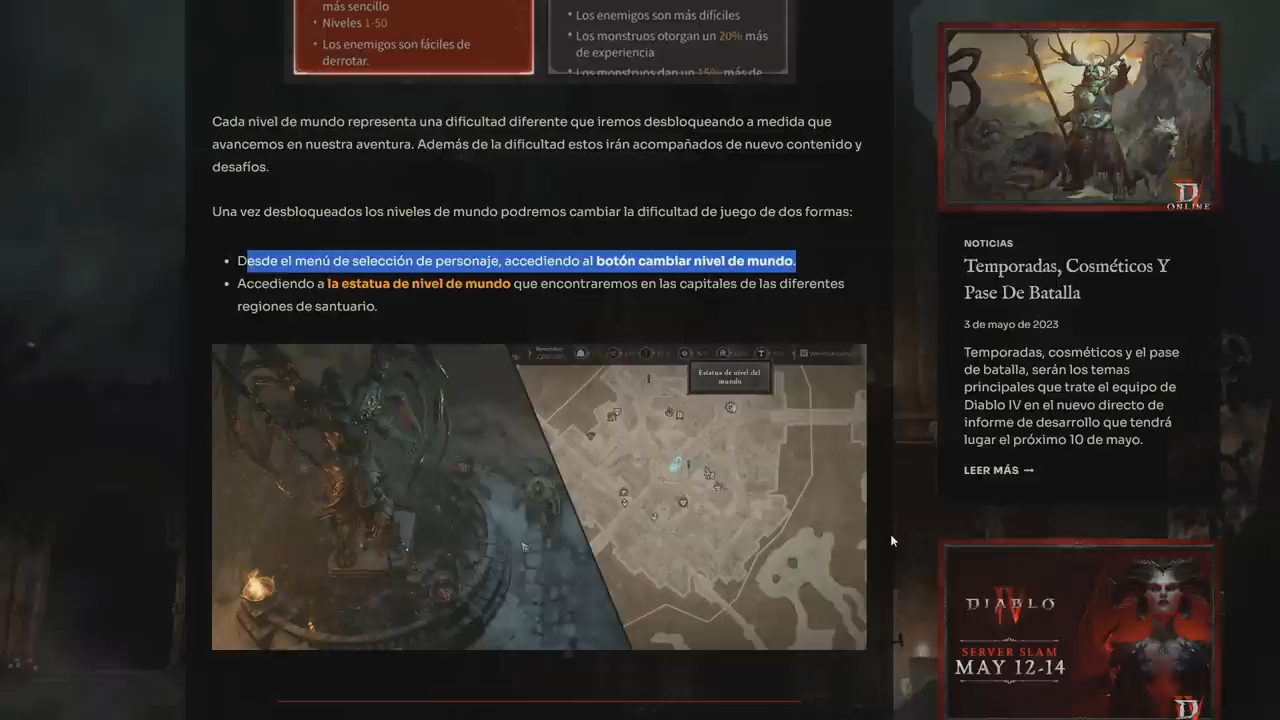 más sencillo
• Niveles 1-50
• Los enemigos son fáciles de
derrotar.
• Los enemigos son más difíciles
• Los monstruos otorgan un 20% más
de experiencia
• Los monstruos dan un 15% más de
Cada nivel de mundo representa una dificultad diferente que iremos desbloqueando a medida que
avancemos en nuestra aventura. Además de la dificultad estos irán acompañados de nuevo contenido y
desafíos.
Una vez desbloqueados los niveles de mundo podremos cambiar la dificultad de juego de dos formas:
• Desde el menú de selección de personaje, accediendo al botón cambiar nivel de mundo.
• Accediendo a la estatua de nivel de mundo que encontraremos en las capitales de las diferentes
regiones de santuario.
Estatua de nivel del
mundo
D
ONLINE
NOTICIAS
Temporadas, Cosméticos Y
Pase De Batalla
3 de mayo de 2023
Temporadas, cosméticos y el pase
de batalla, serán los temas
principales que trate el equipo de
Diablo IV en el nuevo directo de
informe de desarrollo que tendrá
lugar el próximo 10 de mayo.
LEER MÁS →
DIABLO
IV
SERVER SLAM
MAY 12-14
D